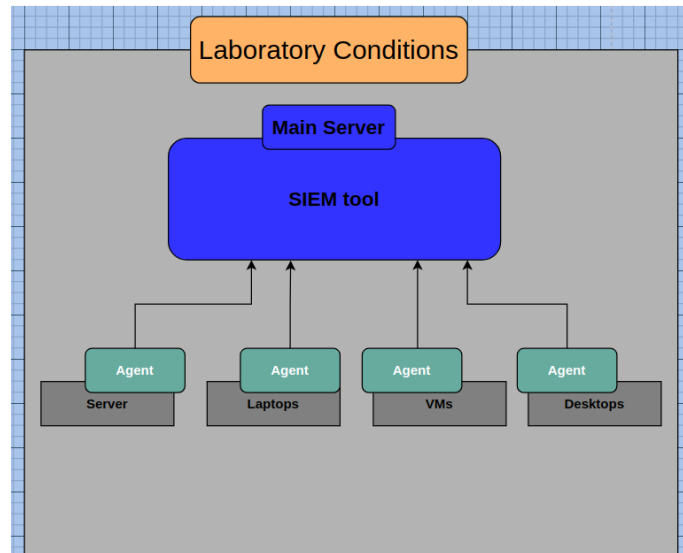 Laboratory Conditions
Main Server
SIEM tool
Agent
Agent
Agent
Agent
Server
Laptops
VMs
Desktops